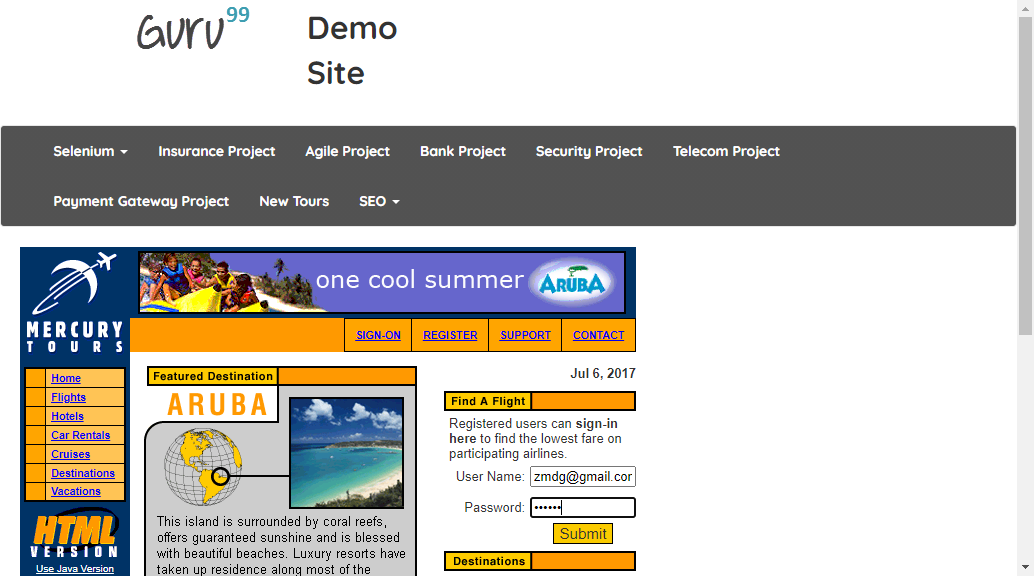 Guru99
Demo
Site
Selenium
Insurance Project
Agile Project
Bank Project
Security Project
Telecom Project
Payment Gateway Project
New Tours
SEO
one cool summer
ARUBA
MERCURY
TOURS
SIGN-ON
REGISTER
SUPPORT
CONTACT
Home
Flights
Hotels
Car Rentals
Cruises
Destinations
Vacations
HTML
VERSION
Use Java Version
Featured Destination
ARUBA
This island is surrounded by coral reefs,
offers guaranteed sunshine and is blessed
with beautiful beaches. Luxury resorts have
taken up residence along most of the
Jul 6, 2017
Find A Flight
Registered users can sign-in
here to find the lowest fare on
participating airlines.
User Name: zmdg@gmail.cor
Password: ••••••
Submit
Destinations